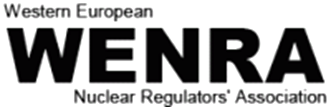 Western European
WENRA
Nuclear Regulators' Association